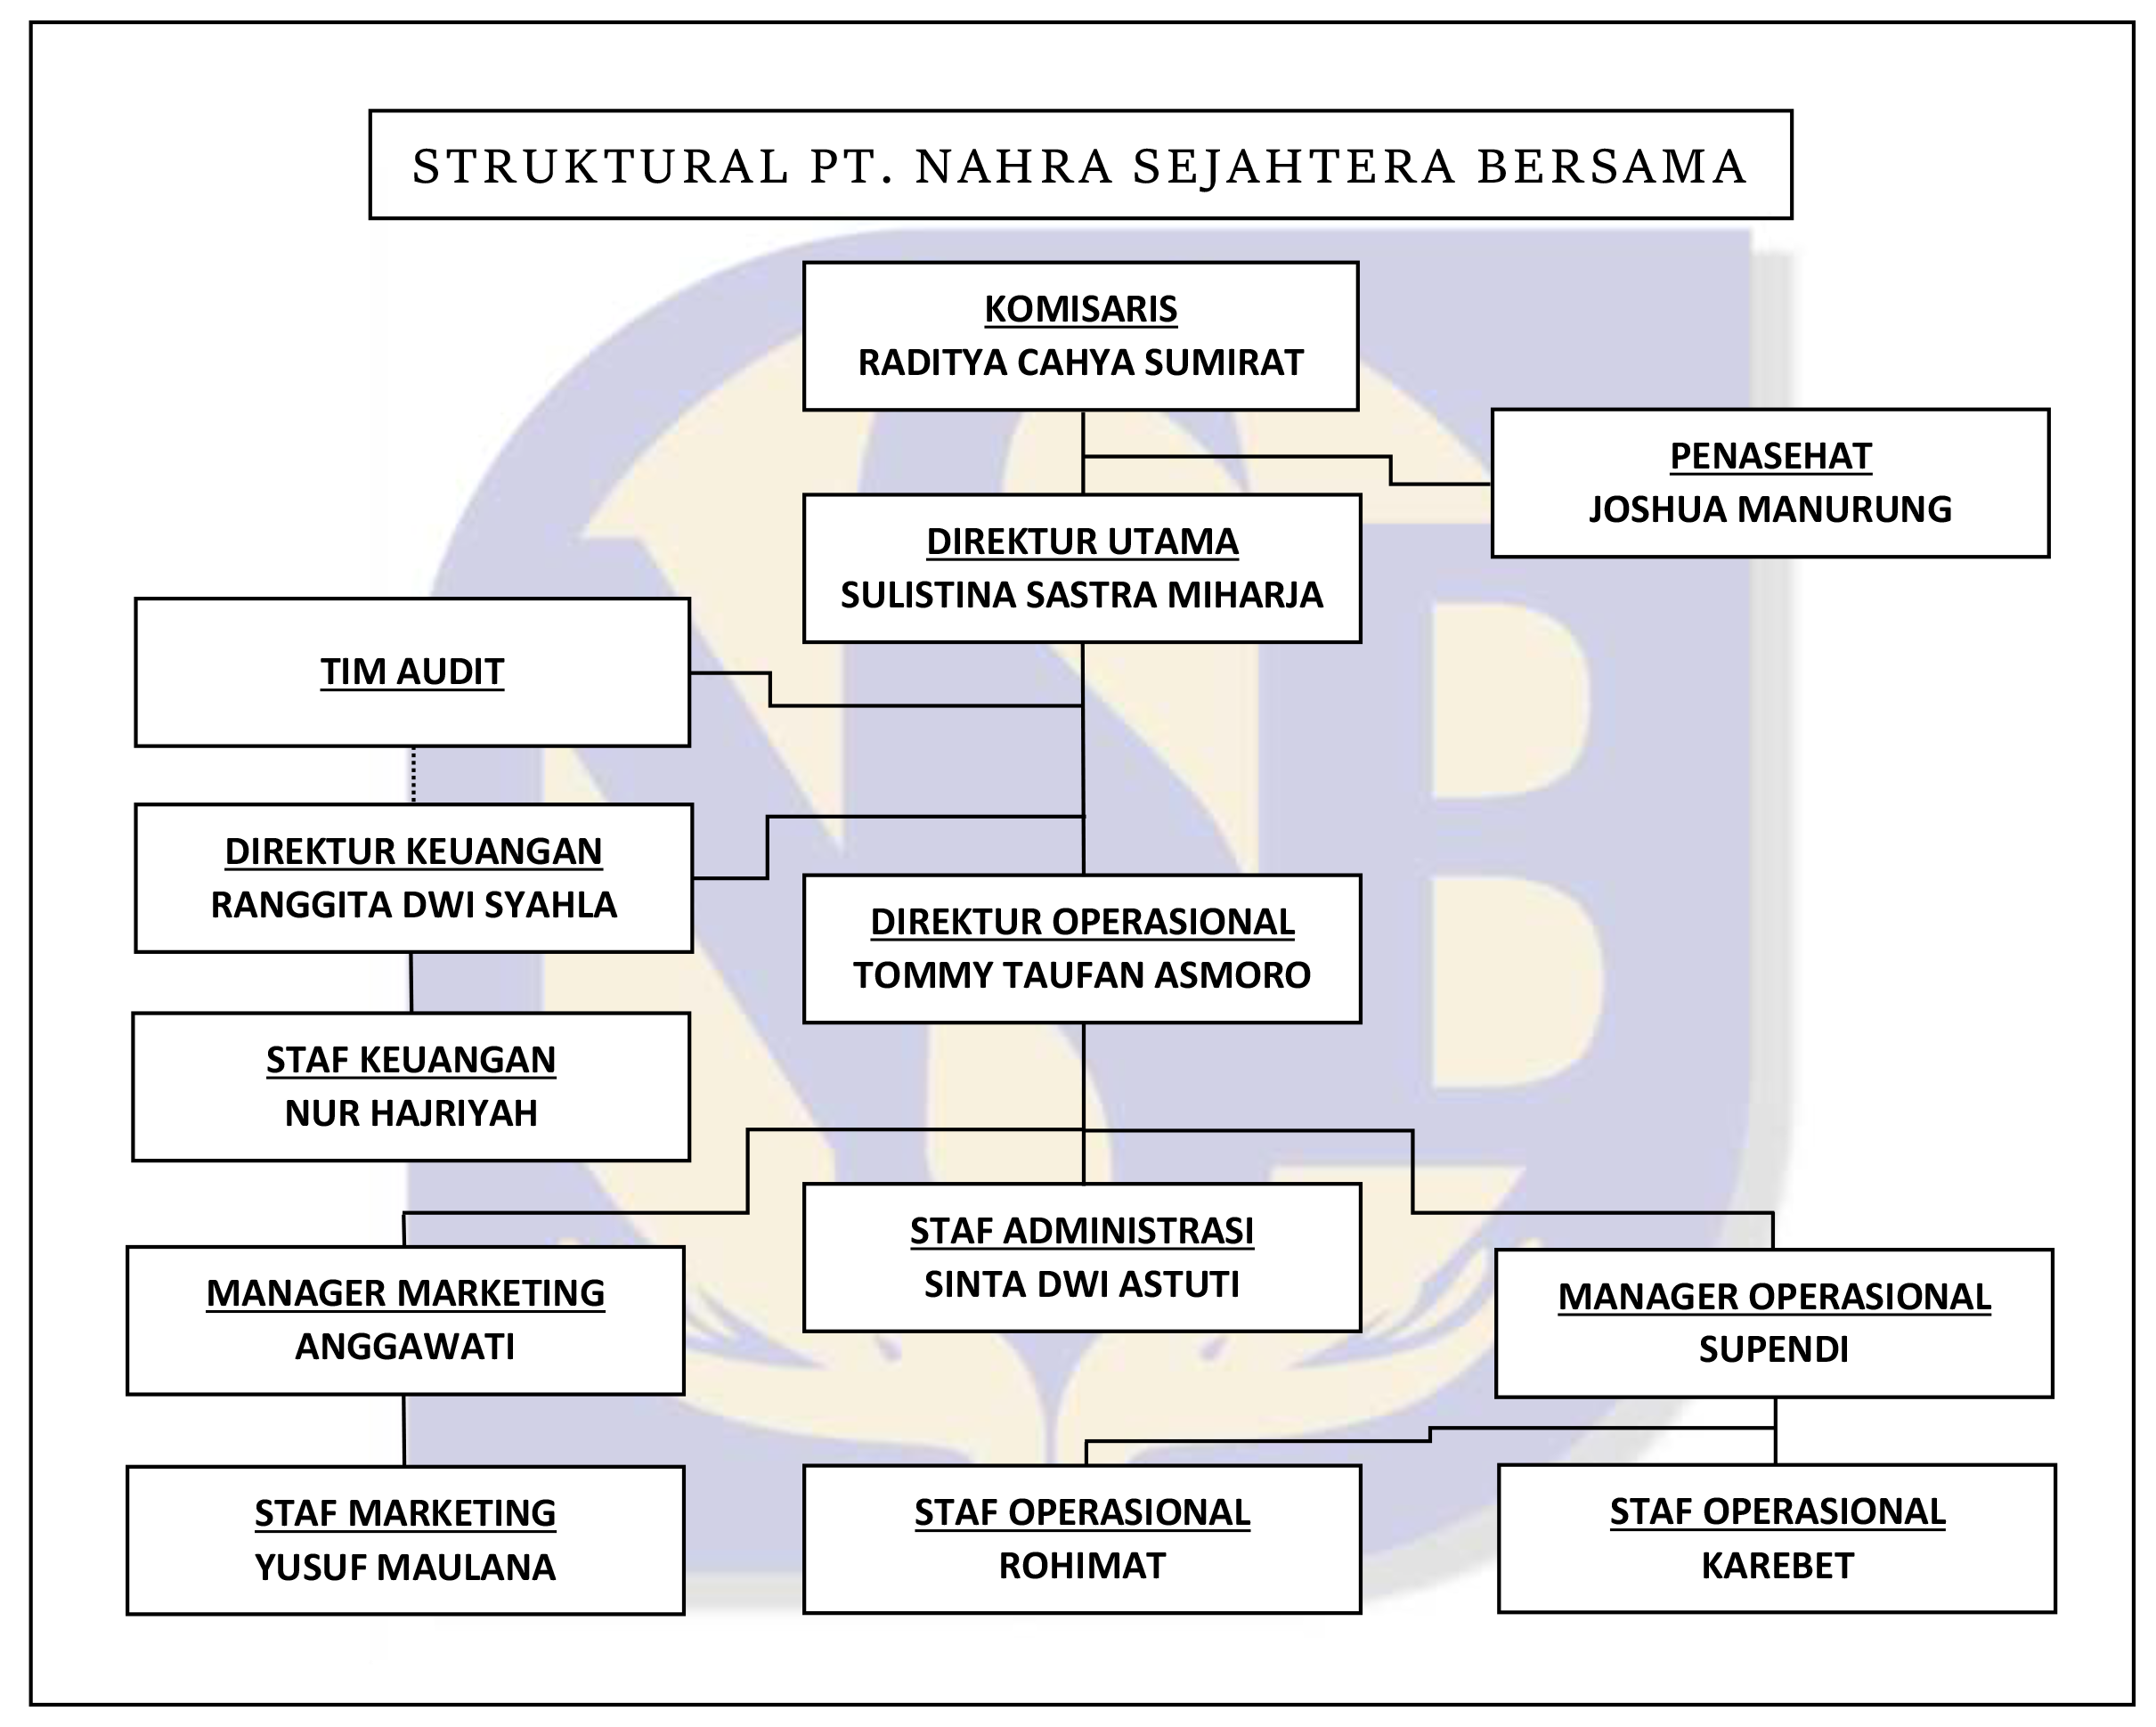 STRUKTURAL PT. NAHRA SEJAHTERA BERSAMA
KOMISARIS
RADITYA CAHYA SUMIRAT
PENASEHAT
JOSHUA MANURUNG
DIREKTUR UTAMA
SULISTINA SASTRA MIHARJA
TIM AUDIT
DIREKTUR KEUANGAN
RANGGITA DWI SYAHLA
DIREKTUR OPERASIONAL
TOMMY TAUFAN ASMORO
STAF KEUANGAN
NUR HAJRIYAH
STAF ADMINISTRASI
SINTA DWI ASTUTI
MANAGER MARKETING
ANGGAWATI
MANAGER OPERASIONAL
SUPENDI
STAF MARKETING
YUSUF MAULANA
STAF OPERASIONAL
ROHIMAT
STAF OPERASIONAL
KAREBET